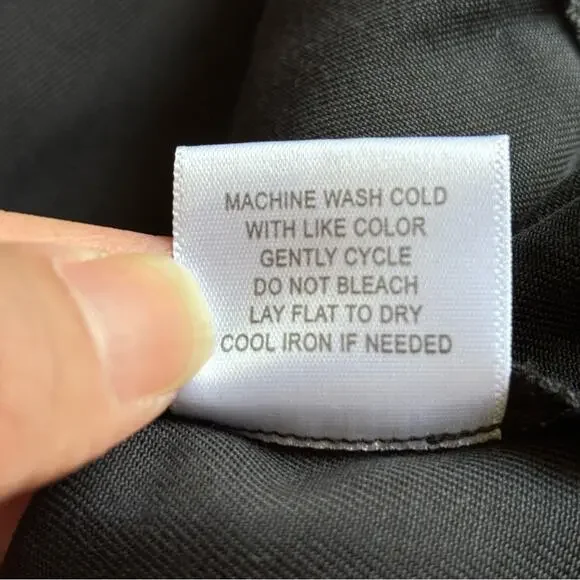 MACHINE WASH COLD
WITH LIKE COLOR
GENTLY CYCLE
DO NOT BLEACH
LAY FLAT TO DRY
COOL IRON IF NEEDED